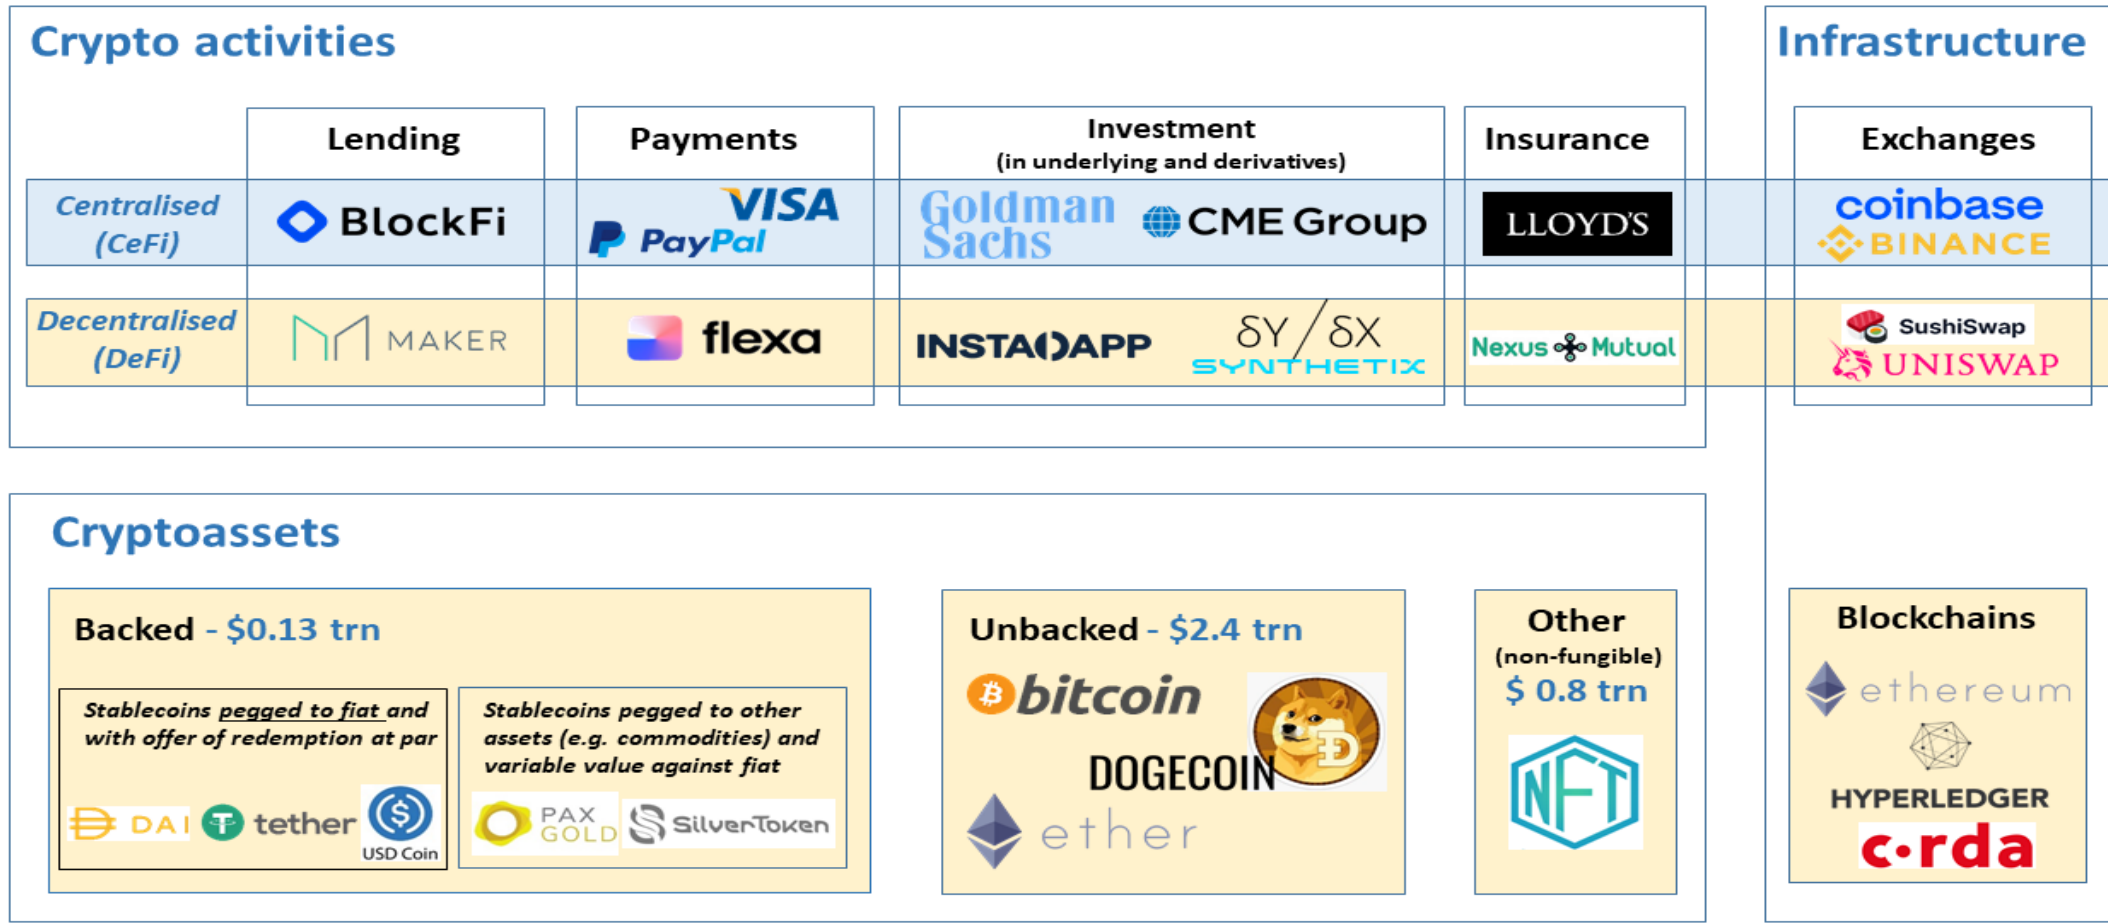 Crypto activities
Infrastructure
Lending
Payments
Investment
(in underlying and derivatives)
Insurance
Exchanges
Centralised
(CeFi)
BlockFi
VISA
PayPal
Goldman
Sachs
CME Group
LLOYD'S
coinbase
BINANCE
Decentralised
(DeFi)
MAKER
flexa
INSTADAPP
δY/δX
SYNTHETIX
Nexus Mutual
SushiSwap
UNISWAP
Cryptoassets
Backed - $0.13 trn
Stablecoins pegged to fiat and
with offer of redemption at par
DAI
tether
USD Coin
Stablecoins pegged to other
assets (e.g. commodities) and
variable value against fiat
PAX
GOLD
SilverToken
Unbacked - $2.4 trn
bitcoin
DOGECOIN
ether
Other
(non-fungible)
$ 0.8 trn
NFT
Blockchains
ethereum
HYPERLEDGER
c·rda